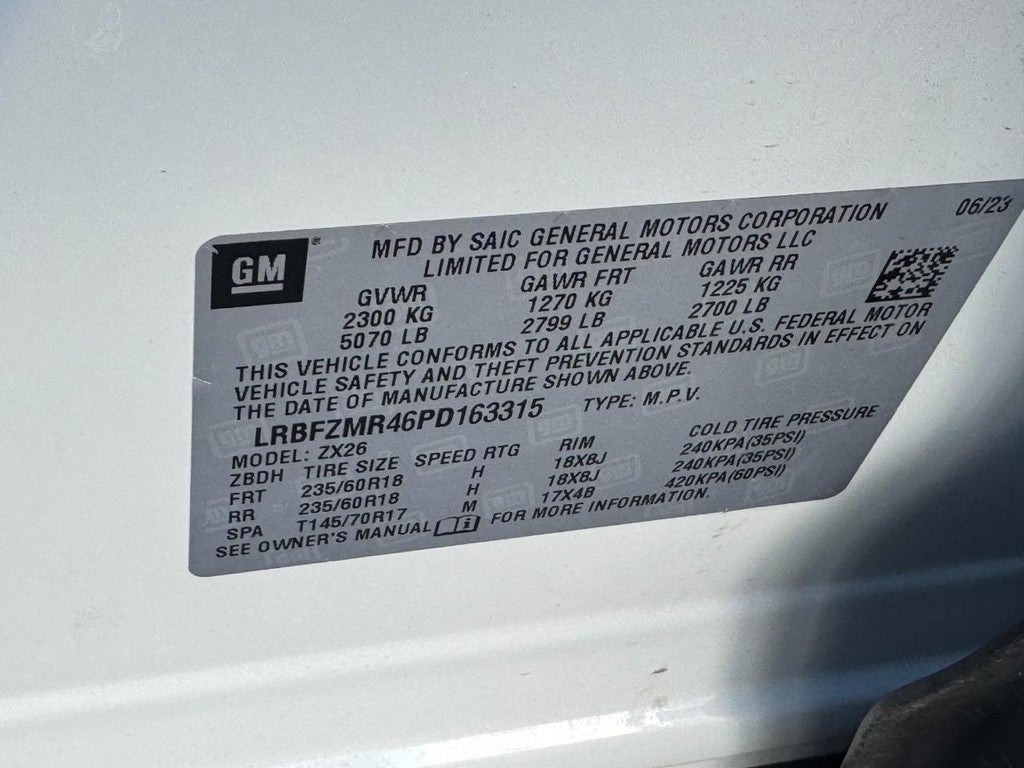 GM
MFD BY SAIC GENERAL MOTORS CORPORATION 06/23
LIMITED FOR GENERAL MOTORS LLC
GVWR GAWR FRT GAWR RR
2300 KG 1270 KG 1225 KG
5070 LB 2799 LB 2700 LB
THIS VEHICLE CONFORMS TO ALL APPLICABLE U.S. FEDERAL MOTOR
VEHICLE SAFETY AND THEFT PREVENTION STANDARDS IN EFFECT ON
THE DATE OF MANUFACTURE SHOWN ABOVE.
LRBFZMR46PD163315 TYPE: M.P.V.
MODEL: ZX26
ZBDH TIRE SIZE SPEED RTG RIM COLD TIRE PRESSURE
FRT 235/60R18 H 18X8J 240KPA(35PSI)
RR 235/60R18 H 18X8J 240KPA(35PSI)
SPA T145/70R17 M 17X4B 420KPA(60PSI)
SEE OWNER'S MANUAL FOR MORE INFORMATION.